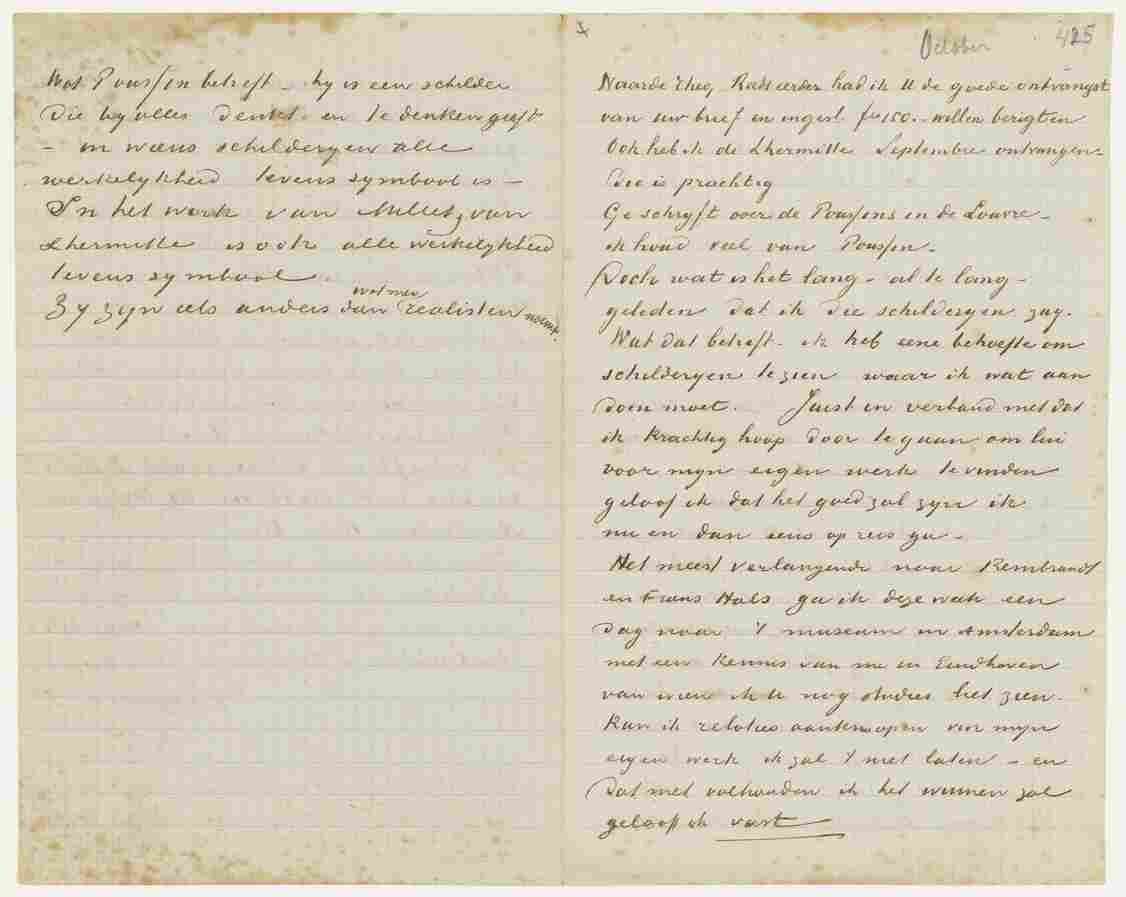 Wat Poussin betreft – hy is een schilder
die by alles denkt en te denken geeft
– in wiens schilderyen alle
werkelykheid tevens symbool is –
In het werk van Millet, van
Lhermitte is ook alle werkelykheid
tevens symbool.
Zy zyn iets anders dan wat men realisten noemt.
October 425
Waarde Theo, Reeds eerder had ik U de goede ontvangst
van uw brief en ingesl. fr 150.– willen berigten
Ook heb ik de Lhermitte Septembre ontvangen –
die is prachtig
Ge schryft over de Poussins in de Louvre –
ik houd veel van Poussin –
Doch wat is het lang – al te lang –
geleden dat ik die schilderyen zag.
Wat dat betreft – ik heb eene behoefte om
schilderyen te zien waar ik wat aan
doen moet. Juist in verband met dat
ik krachtig hoop door te gaan om lui
voor myn eigen werk te vinden
geloof ik dat het goed zal zyn ik
nu en dan eens op reis ga –
Het meest verlangende naar Rembrandt
en Frans Hals ga ik deze week een
dag naar 't museum in Amsterdam
met een kennis van me in Eindhoven
van wien ik U nog studies liet zien.
Kan ik relaties aanknoopen voor myn
eigen werk ik zal 't niet laten – en
dat met volhouden ik het winnen zal
geloof ik vast